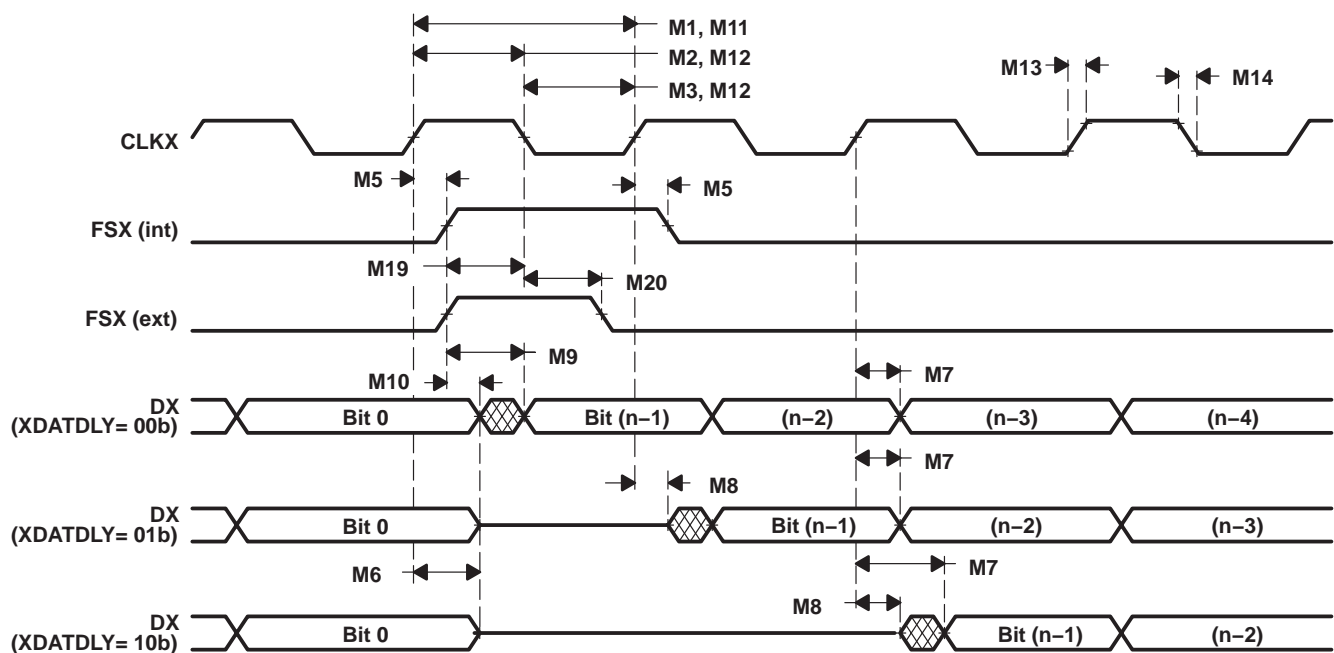 M1, M11
M2, M12
M3, M12
M13
M14
CLKX
M5
M5
FSX (int)
M19
M20
FSX (ext)
M9
M10
M7
DX
(XDATDLY= 00b)
Bit 0
Bit (n−1)
(n−2)
(n−3)
(n−4)
M7
M8
DX
(XDATDLY= 01b)
Bit 0
Bit (n−1)
(n−2)
(n−3)
M6
M7
M8
DX
(XDATDLY= 10b)
Bit 0
Bit (n−1)
(n−2)